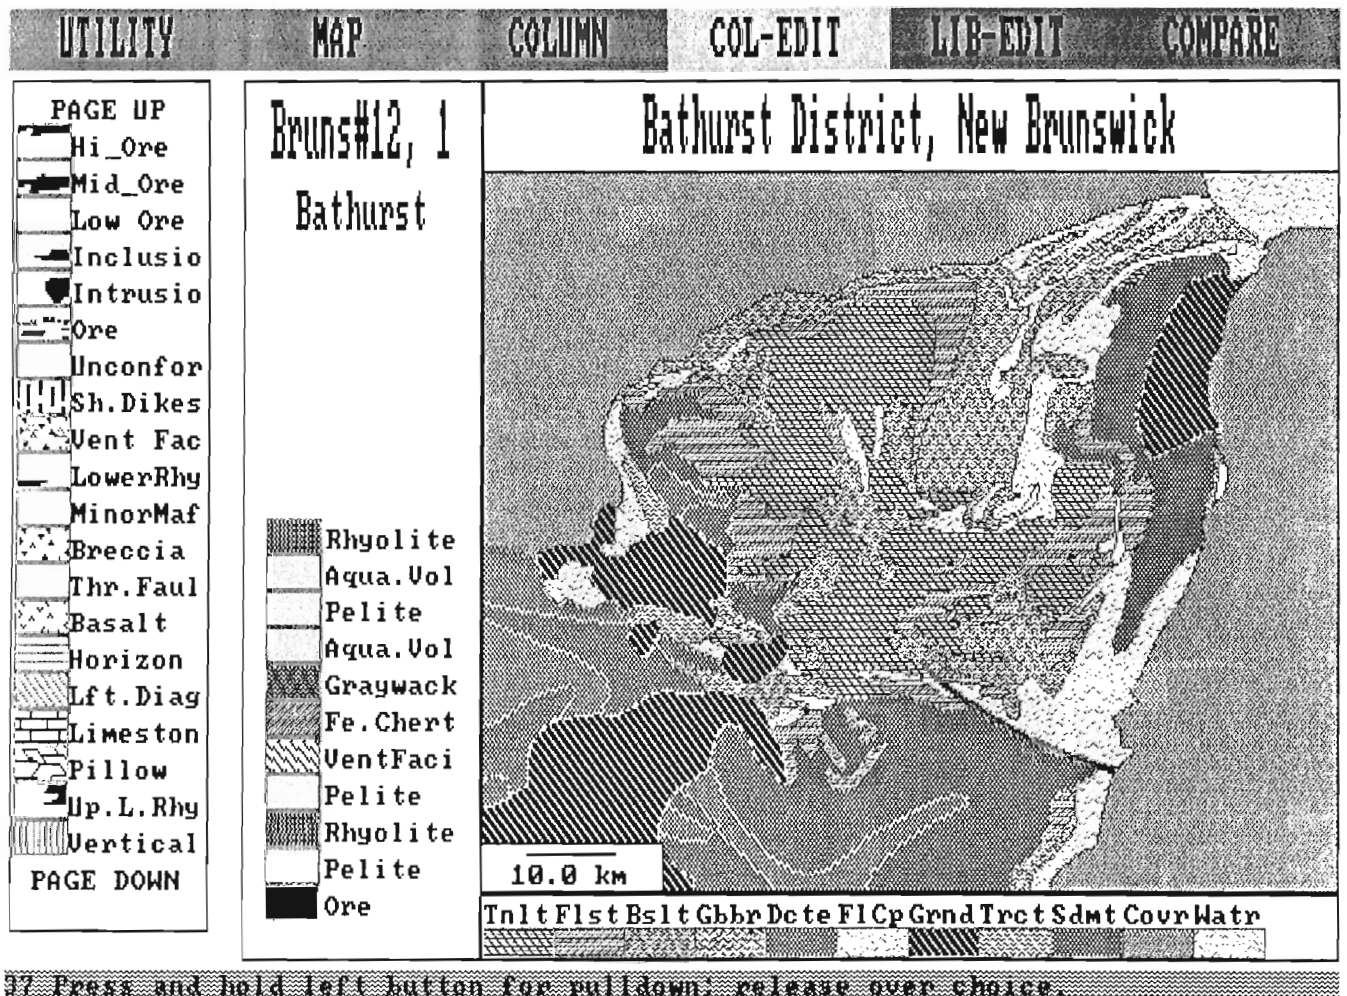 UTILITY MAP COLUMN COL-EDIT LIB-EDIT COMPARE
PAGE UP
Hi_Ore
Mid_Ore
Low Ore
Inclusio
Intrusio
Ore
Unconfor
Sh.Dikes
Vent Fac
LowerRhy
MinorMaf
Breccia
Thr.Faul
Basalt
Horizon
Lft.Diag
Limeston
Pillow
Up.L.Rhy
Vertical
PAGE DOWN
Bruns#12, 1
Bathurst
Rhyolite
Aqua.Vol
Pelite
Aqua.Vol
Graywack
Fe.Chert
VentFaci
Pelite
Rhyolite
Pelite
Ore
Bathurst District, New Brunswick
10.0 km
Tnlt Flst Bslt Gbbr Dcte FlCp Grnd Trct Sdmt Covr Watr
37 Press and hold left button for pulldown; release over choice.